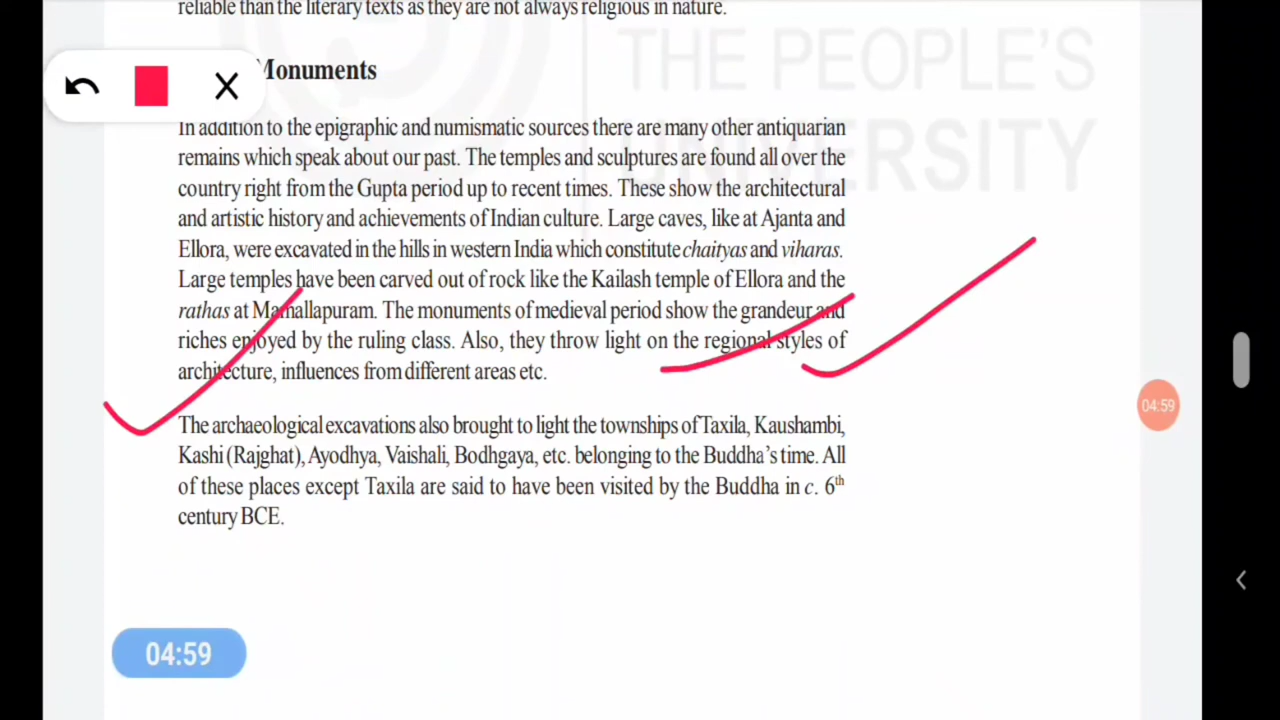 reliable than the literary texts as they are not always religious in nature.
THE PEOPLE'S
UNIVERSITY
Monuments
In addition to the epigraphic and numismatic sources there are many other antiquarian
remains which speak about our past. The temples and sculptures are found all over the
country right from the Gupta period up to recent times. These show the architectural
and artistic history and achievements of Indian culture. Large caves, like at Ajanta and
Ellora, were excavated in the hills in western India which constitute chaityas and viharas.
Large temples have been carved out of rock like the Kailash temple of Ellora and the
rathas at Mamallapuram. The monuments of medieval period show the grandeur and
riches enjoyed by the ruling class. Also, they throw light on the regional styles of
architecture, influences from different areas etc.
The archaeological excavations also brought to light the townships of Taxila, Kaushambi,
Kashi (Rajghat), Ayodhya, Vaishali, Bodhgaya, etc. belonging to the Buddha's time. All
of these places except Taxila are said to have been visited by the Buddha in c. 6th
century BCE.
04:59
04:59